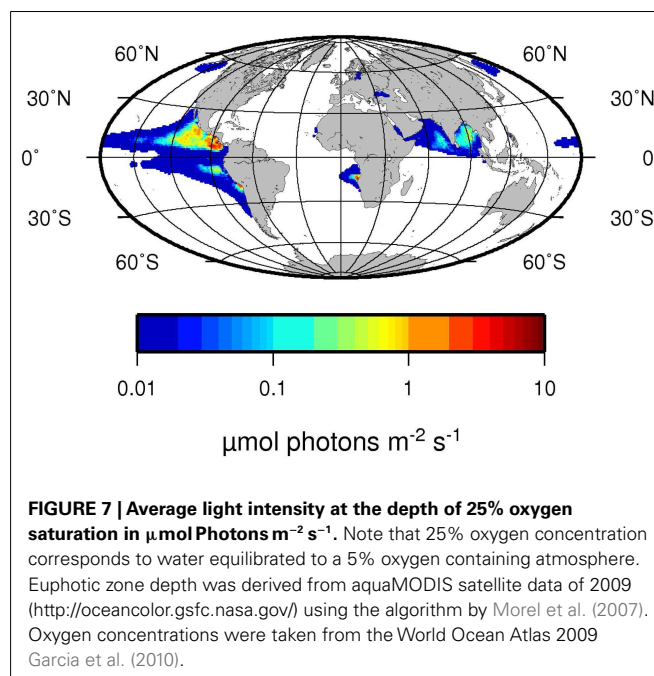 60˚N 60˚N
30˚N 30˚N
0˚ 0
30˚S 30˚S
60˚S 60˚S
0.01 0.1 1 10
μmol photons m⁻² s⁻¹
FIGURE 7 | Average light intensity at the depth of 25% oxygen
saturation in μmol Photons m⁻² s⁻¹. Note that 25% oxygen concentration
corresponds to water equilibrated to a 5% oxygen containing atmosphere.
Euphotic zone depth was derived from aquaMODIS satellite data of 2009
(http://oceancolor.gsfc.nasa.gov/) using the algorithm by Morel et al. (2007).
Oxygen concentrations were taken from the World Ocean Atlas 2009
Garcia et al. (2010).